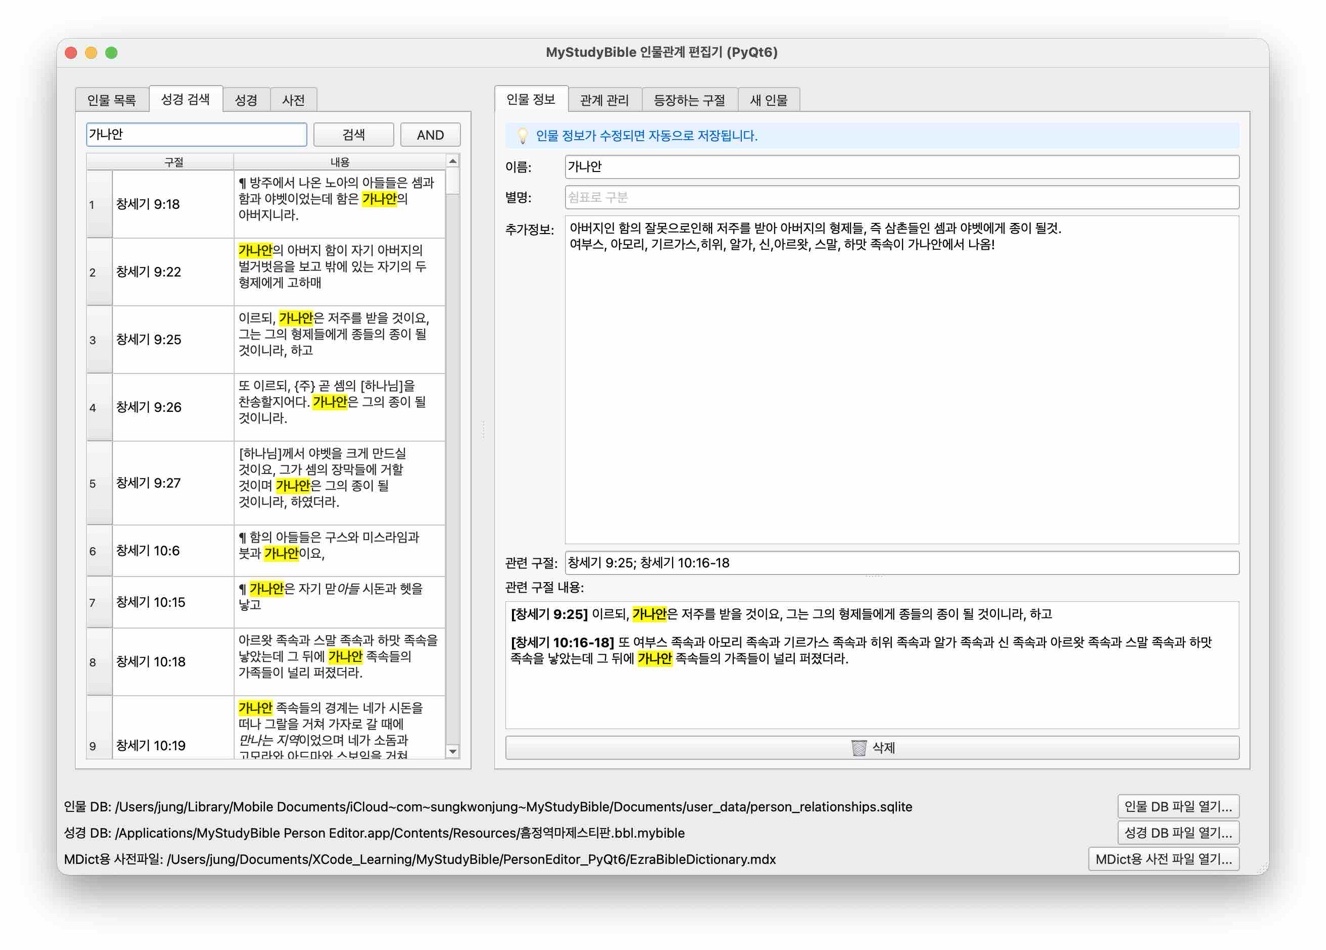 MyStudyBible 인물관계 편집기 (PyQt6)
인물 목록 성경 검색 성경 사전
가나안 검색 AND
구절 내용
1 창세기 9:18
¶ 방주에서 나온 노아의 아들들은 셈과
함과 야벳이었는데 함은 가나안의
아버지니라.
2 창세기 9:22
가나안의 아버지 함이 자기 아버지의
벌거벗음을 보고 밖에 있는 자기의 두
형제에게 고하매
3 창세기 9:25
이르되, 가나안은 저주를 받을 것이요,
그는 그의 형제들에게 종들의 종이 될
것이니라, 하고
4 창세기 9:26
또 이르되, {주} 곧 셈의 [하나님]을
찬송할지어다. 가나안은 그의 종이 될
것이니라.
5 창세기 9:27
[하나님]께서 야벳을 크게 만드실
것이요, 그가 셈의 장막들에 거할
것이며 가나안은 그의 종이 될
것이니라, 하였더라.
6 창세기 10:6
¶ 함의 아들들은 구스와 미스라임과
붓과 가나안이요,
7 창세기 10:15
¶ 가나안은 자기 맏아들 시돈과 헷을
낳고
8 창세기 10:18
아르왓 족속과 스말 족속과 하맛 족속을
낳았는데 그 뒤에 가나안 족속들의
가족들이 널리 퍼졌더라.
9 창세기 10:19
가나안 족속들의 경계는 네가 시돈을
떠나 그랄을 거쳐 가자로 갈 때에
만나는 지역이었으며 네가 소돔과
고모라와 아드마와 스보임을 거쳐
인물 정보 관계 관리 등장하는 구절 새 인물
인물 정보가 수정되면 자동으로 저장됩니다.
이름: 가나안
별명: 쉼표로 구분
추가정보: 아버지인 함의 잘못으로인해 저주를 받아 아버지의 형제들, 즉 삼촌들인 셈과 야벳에게 종이 될것.
여부스, 아모리, 기르가스,히위, 알가, 신,아르왓, 스말, 하맛 족속이 가나안에서 나옴!
관련 구절: 창세기 9:25; 창세기 10:16-18
관련 구절 내용:
[창세기 9:25] 이르되, 가나안은 저주를 받을 것이요, 그는 그의 형제들에게 종들의 종이 될 것이니라, 하고
[창세기 10:16-18] 또 여부스 족속과 아모리 족속과 기르가스 족속과 히위 족속과 알가 족속과 신 족속과 아르왓 족속과 스말 족속과 하맛
족속을 낳았는데 그 뒤에 가나안 족속들의 가족들이 널리 퍼졌더라.
삭제
인물 DB: /Users/jung/Library/Mobile Documents/iCloud~com~sungkwonjung~MyStudyBible/Documents/user_data/person_relationships.sqlite 인물 DB 파일 열기...
성경 DB: /Applications/MyStudyBible Person Editor.app/Contents/Resources/흠정역마제스티판.bbl.mybible 성경 DB 파일 열기...
MDict용 사전파일: /Users/jung/Documents/XCode_Learning/MyStudyBible/PersonEditor_PyQt6/EzraBibleDictionary.mdx MDict용 사전 파일 열기...